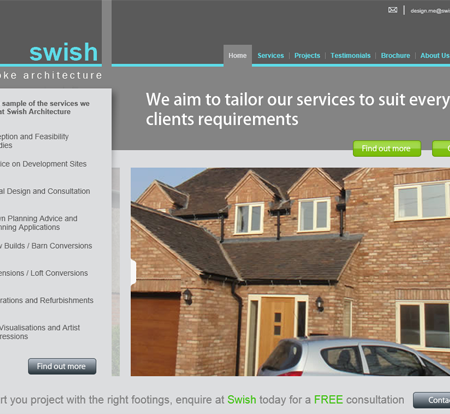 design.me@swi
swish
oke architecture
Home Services Projects Testimonials Brochure About Us
sample of the services we
at Swish Architecture
eption and Feasibility
dies
ice on Development Sites
al Design and Consultation
n Planning Advice and
nning Applications
w Builds / Barn Conversions
ensions / Loft Conversions
rations and Refurbishments
Visualisations and Artist
ressions
Find out more
We aim to tailor our services to suit every
clients requirements
Find out more
rt you project with the right footings, enquire at Swish today for a FREE consultation
Conta